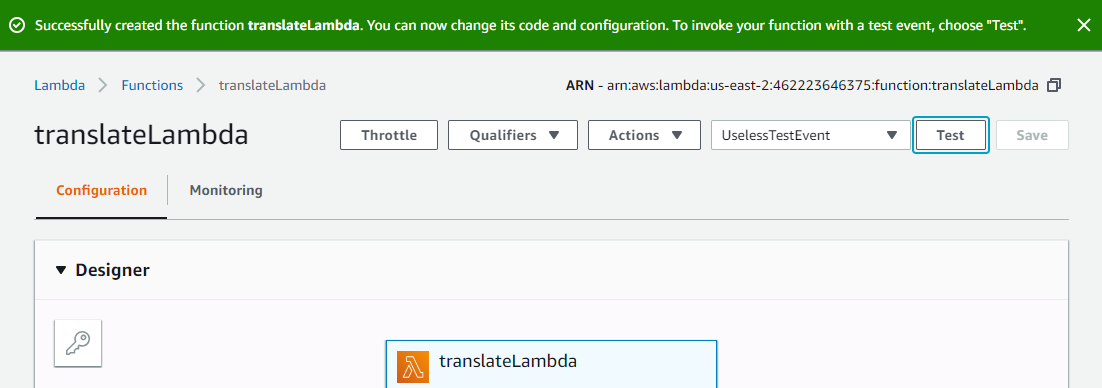 Successfully created the function translateLambda. You can now change its code and configuration. To invoke your function with a test event, choose "Test".
Lambda > Functions > translateLambda
ARN - arn:aws:lambda:us-east-2:462223646375:function:translateLambda
translateLambda
Throttle
Qualifiers
Actions
UselessTestEvent
Test
Save
Configuration
Monitoring
Designer
translateLambda